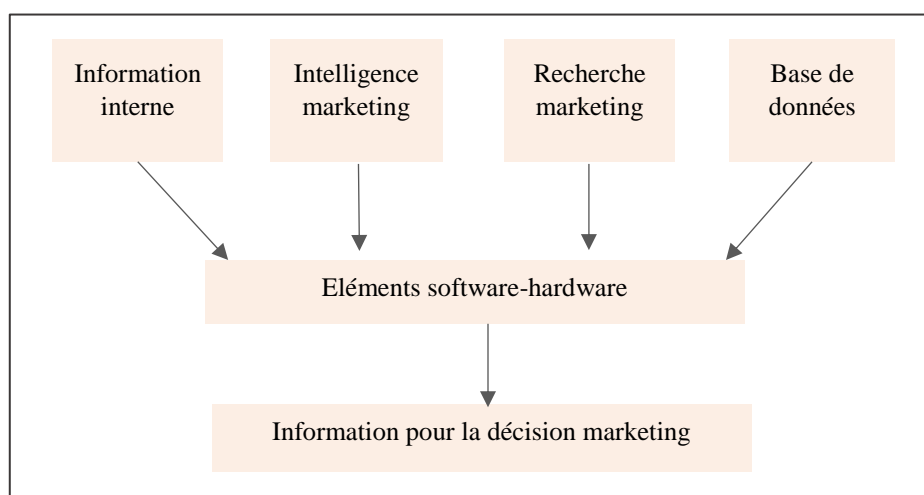 Information
interne
Intelligence
marketing
Recherche
marketing
Base de
données
Eléments software-hardware
Information pour la décision marketing